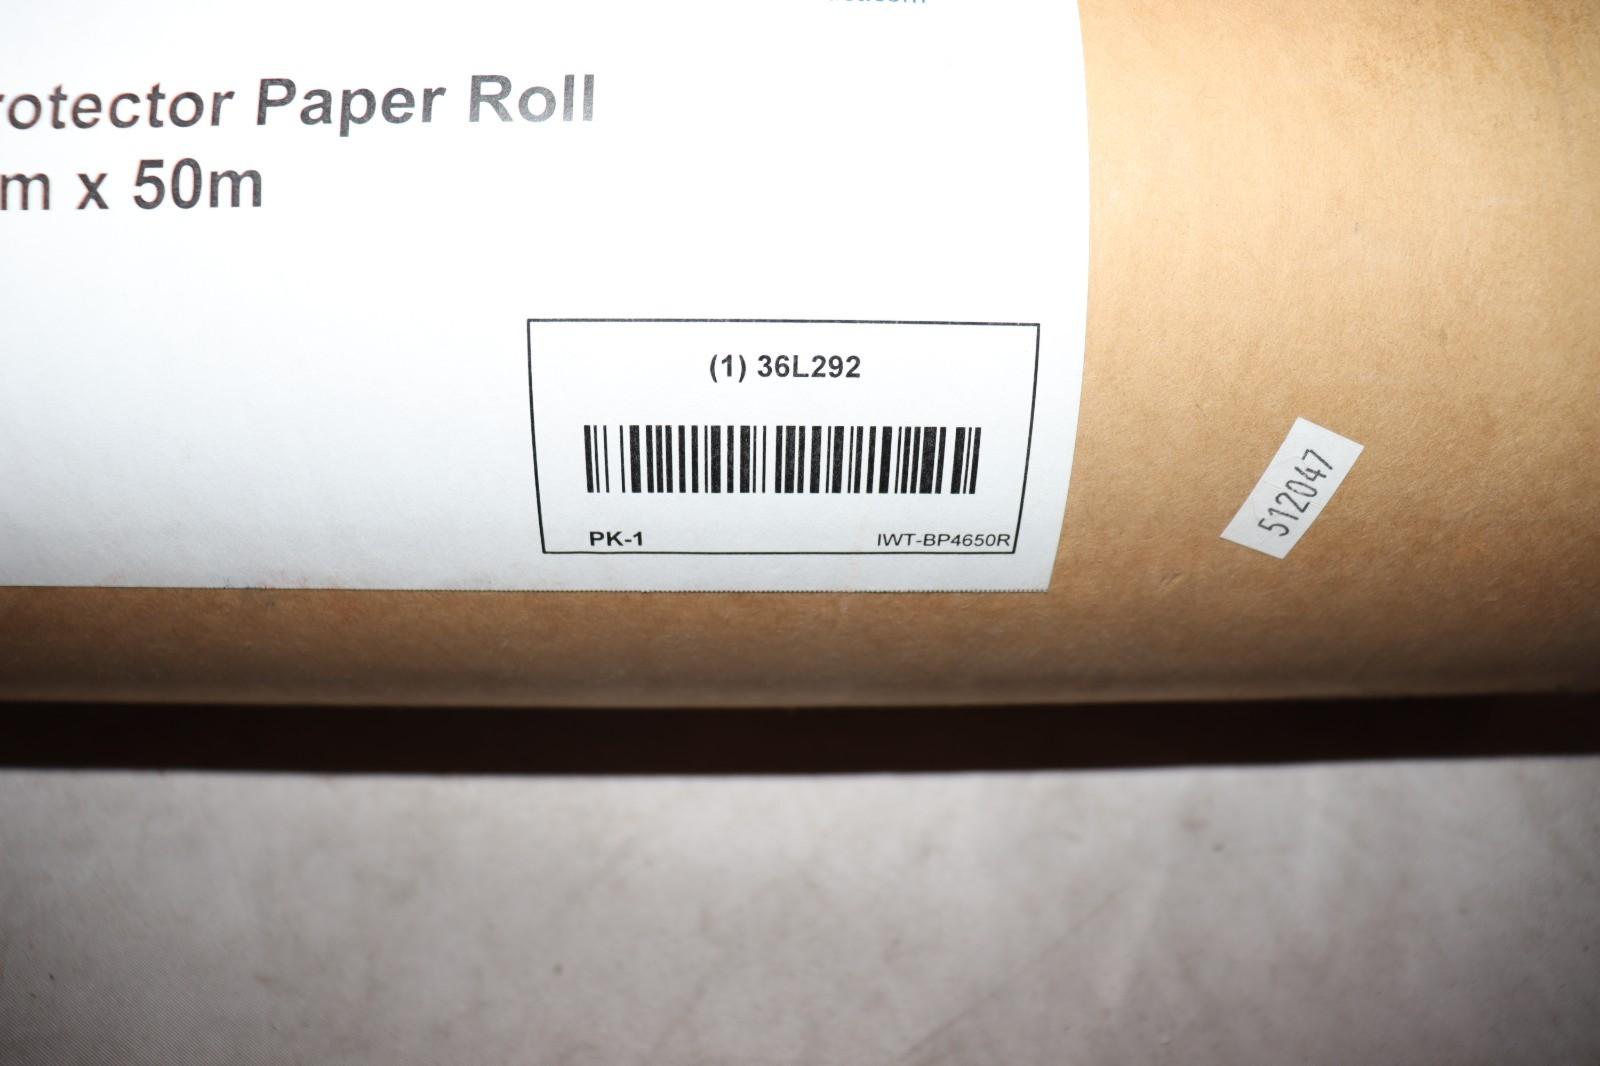 rotector Paper Roll
m x 50m
(1) 36L292
PK-1
IWT-BP4650R
512047